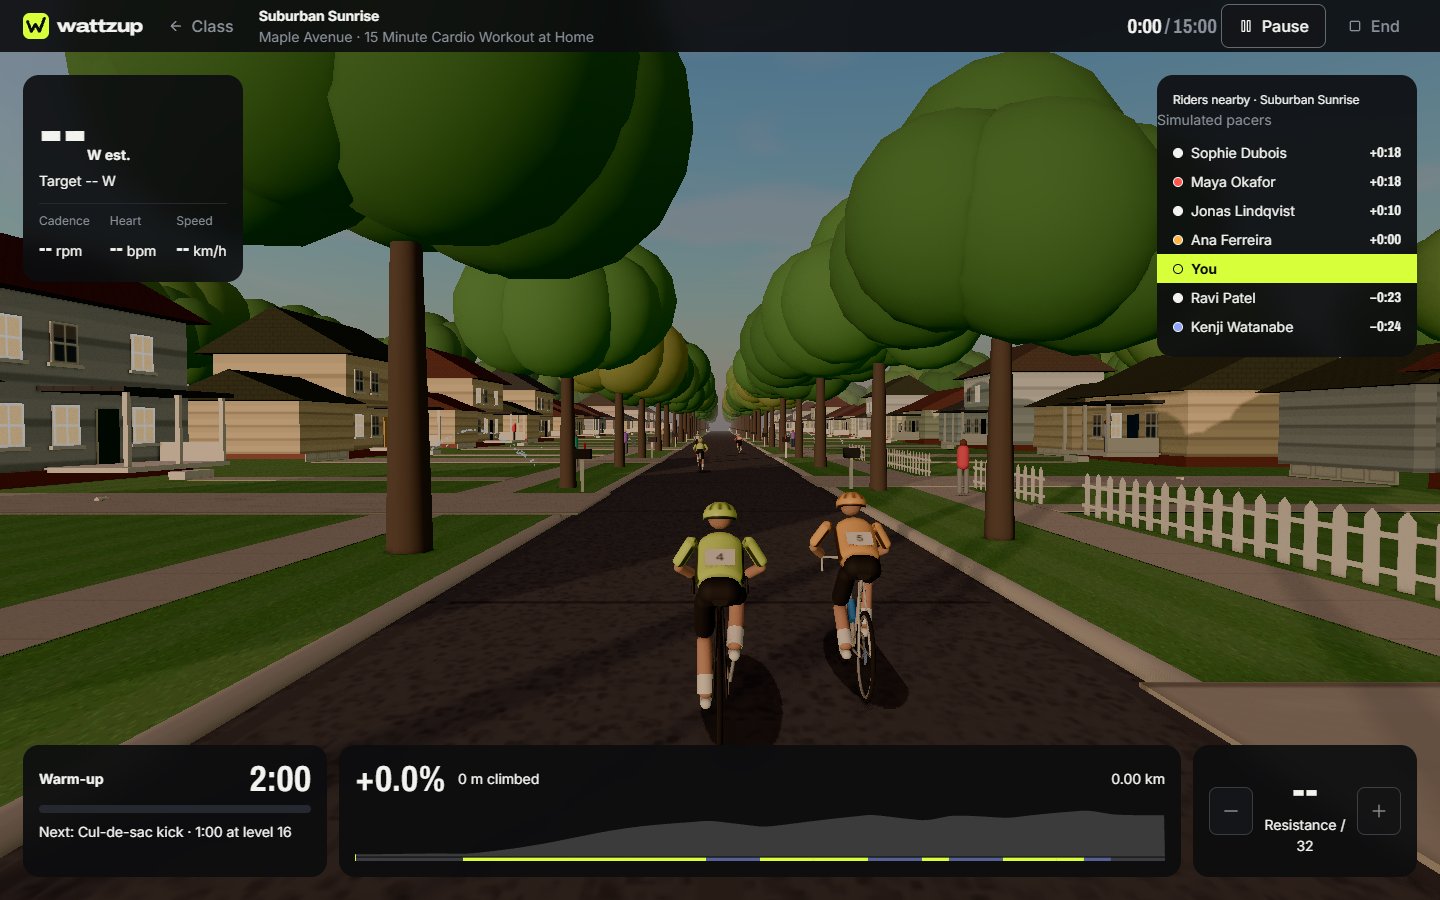 wattzup
Class
Suburban Sunrise
Maple Avenue · 15 Minute Cardio Workout at Home
0:00 / 15:00
Pause
End
--
W est.
Target -- W
Cadence Heart Speed
-- rpm -- bpm -- km/h
Riders nearby · Suburban Sunrise
Simulated pacers
Sophie Dubois +0:18
Maya Okafor +0:18
Jonas Lindqvist +0:10
Ana Ferreira +0:00
You
Ravi Patel −0:23
Kenji Watanabe −0:24
4
5
Warm-up 2:00
Next: Cul-de-sac kick · 1:00 at level 16
+0.0% 0 m climbed 0.00 km
--
Resistance /
32